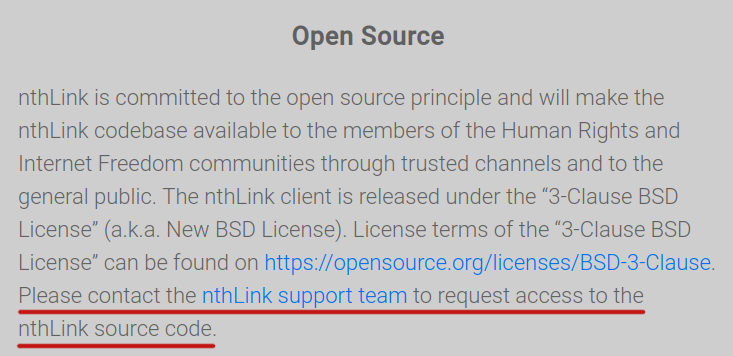 Open Source
nthLink is committed to the open source principle and will make the
nthLink codebase available to the members of the Human Rights and
Internet Freedom communities through trusted channels and to the
general public. The nthLink client is released under the “3-Clause BSD
License” (a.k.a. New BSD License). License terms of the “3-Clause BSD
License” can be found on https://opensource.org/licenses/BSD-3-Clause.
Please contact the nthLink support team to request access to the
nthLink source code.